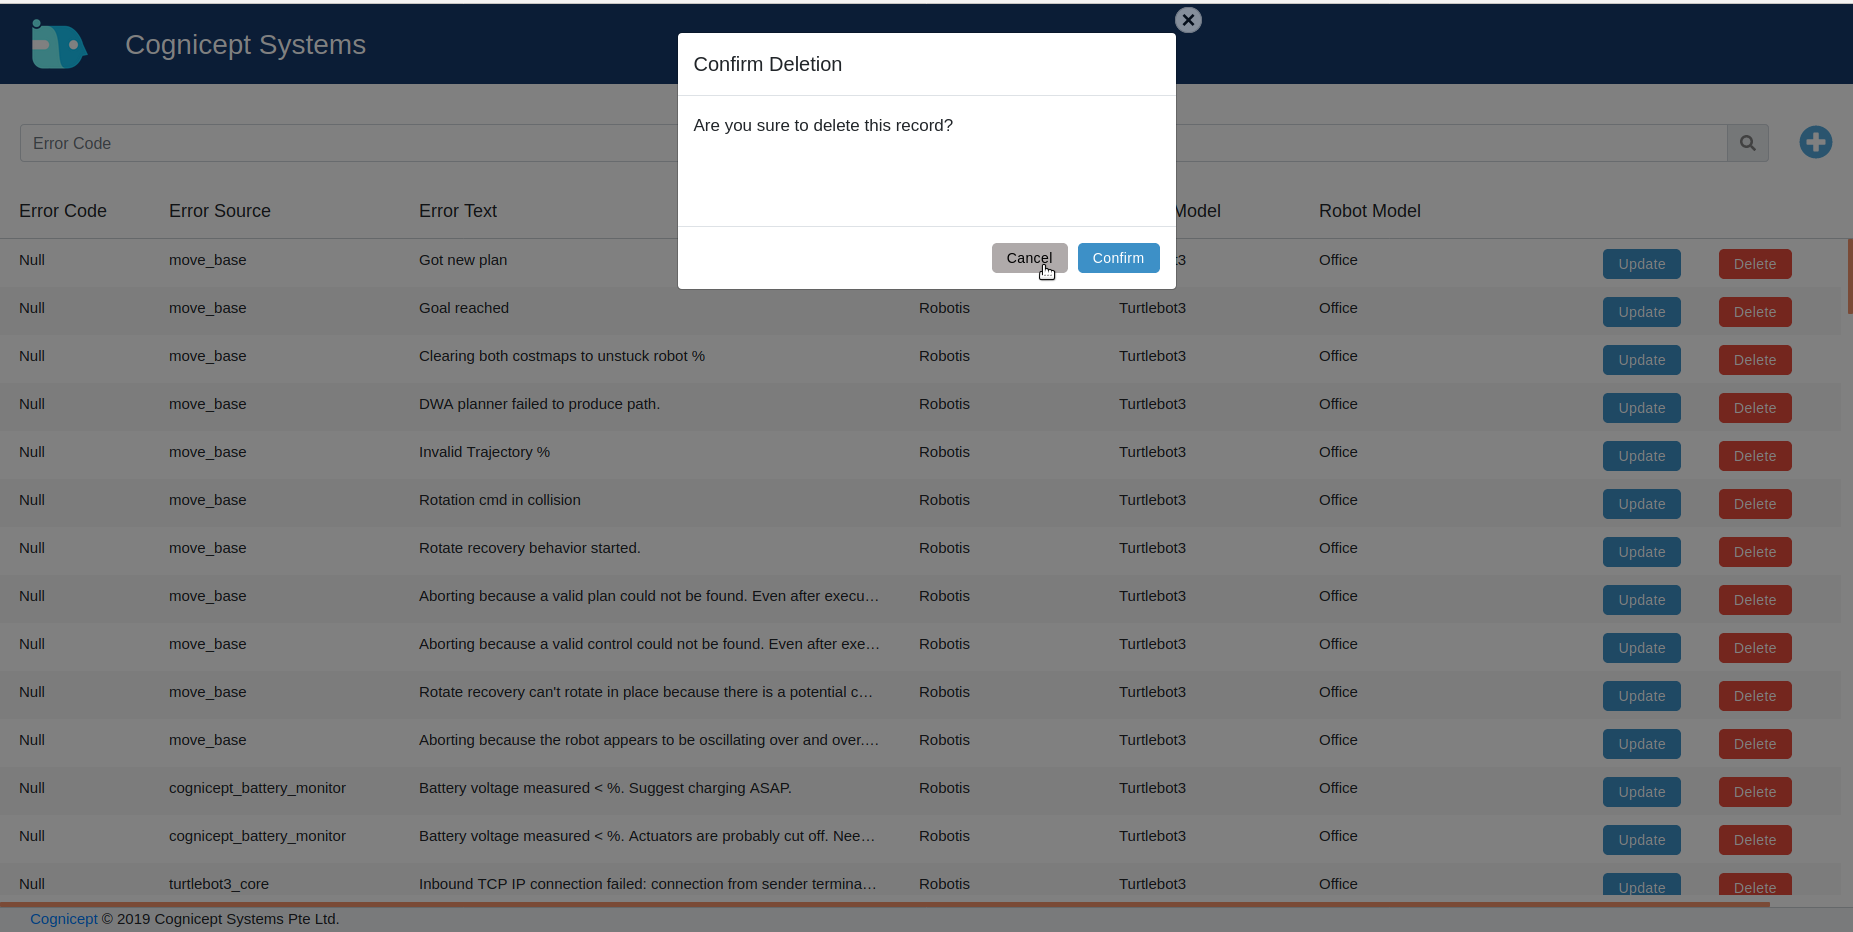 Cognicept Systems
Confirm Deletion
Are you sure to delete this record?
Cancel Confirm
Error Code
Error Code Error Source Error Text Model Robot Model
Null move_base Got new plan t3 Office Update Delete
Null move_base Goal reached Robotis Turtlebot3 Office Update Delete
Null move_base Clearing both costmaps to unstuck robot % Robotis Turtlebot3 Office Update Delete
Null move_base DWA planner failed to produce path. Robotis Turtlebot3 Office Update Delete
Null move_base Invalid Trajectory % Robotis Turtlebot3 Office Update Delete
Null move_base Rotation cmd in collision Robotis Turtlebot3 Office Update Delete
Null move_base Rotate recovery behavior started. Robotis Turtlebot3 Office Update Delete
Null move_base Aborting because a valid plan could not be found. Even after execu... Robotis Turtlebot3 Office Update Delete
Null move_base Aborting because a valid control could not be found. Even after exe... Robotis Turtlebot3 Office Update Delete
Null move_base Rotate recovery can't rotate in place because there is a potential c... Robotis Turtlebot3 Office Update Delete
Null move_base Aborting because the robot appears to be oscillating over and over.... Robotis Turtlebot3 Office Update Delete
Null cognicept_battery_monitor Battery voltage measured < %. Suggest charging ASAP. Robotis Turtlebot3 Office Update Delete
Null cognicept_battery_monitor Battery voltage measured < %. Actuators are probably cut off. Nee... Robotis Turtlebot3 Office Update Delete
Null turtlebot3_core Inbound TCP IP connection failed: connection from sender termina... Robotis Turtlebot3 Office Update Delete
Cognicept © 2019 Cognicept Systems Pte Ltd.